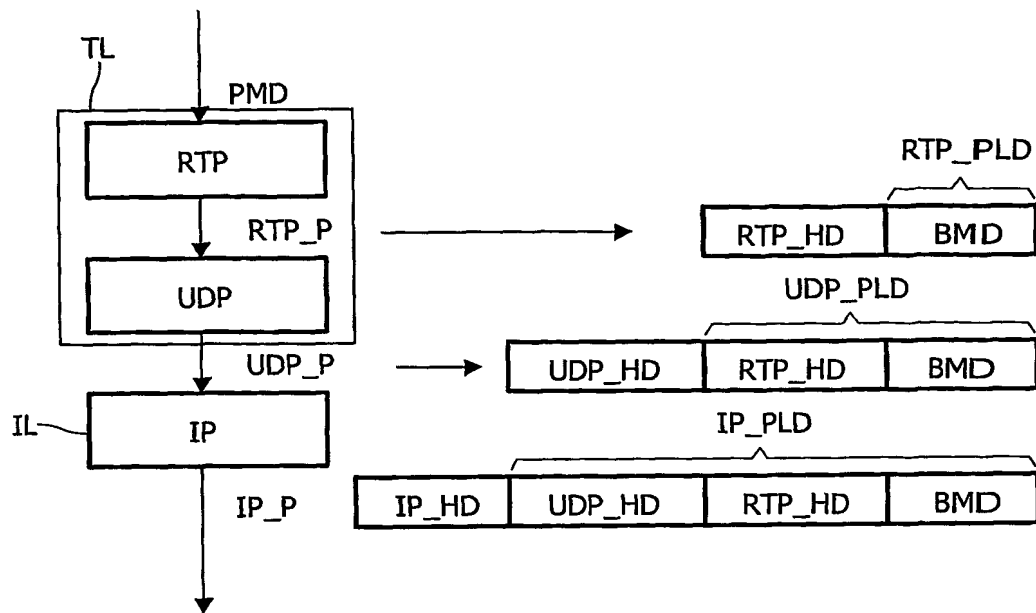 TL
PMD
RTP
RTP_PLD
RTP_P
RTP_HD BMD
UDP
UDP_PLD
UDP_P
UDP_HD RTP_HD BMD
IL
IP
IP_PLD
IP_P
IP_HD UDP_HD RTP_HD BMD